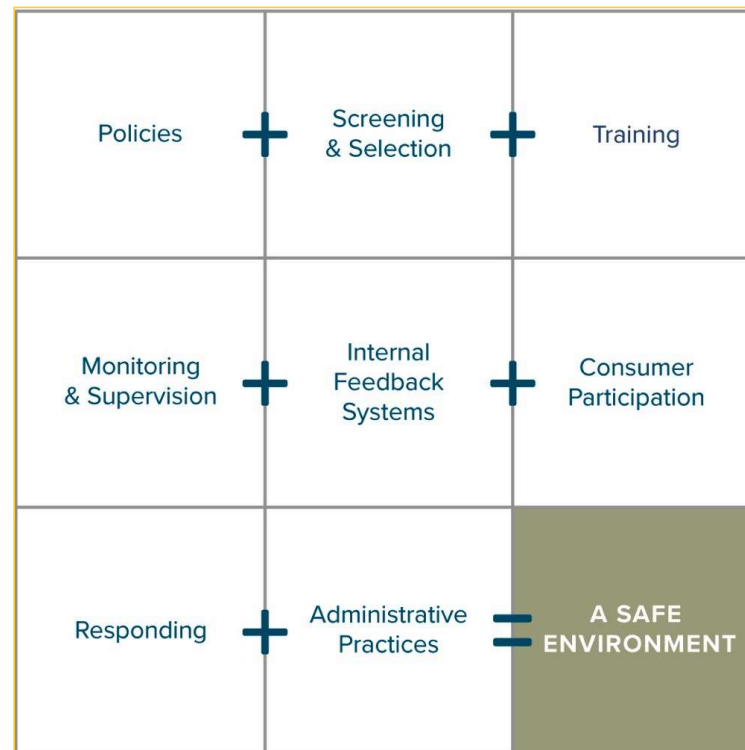 Policies + Screening
& Selection + Training
Monitoring
& Supervision + Internal
Feedback
Systems + Consumer
Participation
Responding + Administrative
Practices = A SAFE
ENVIRONMENT